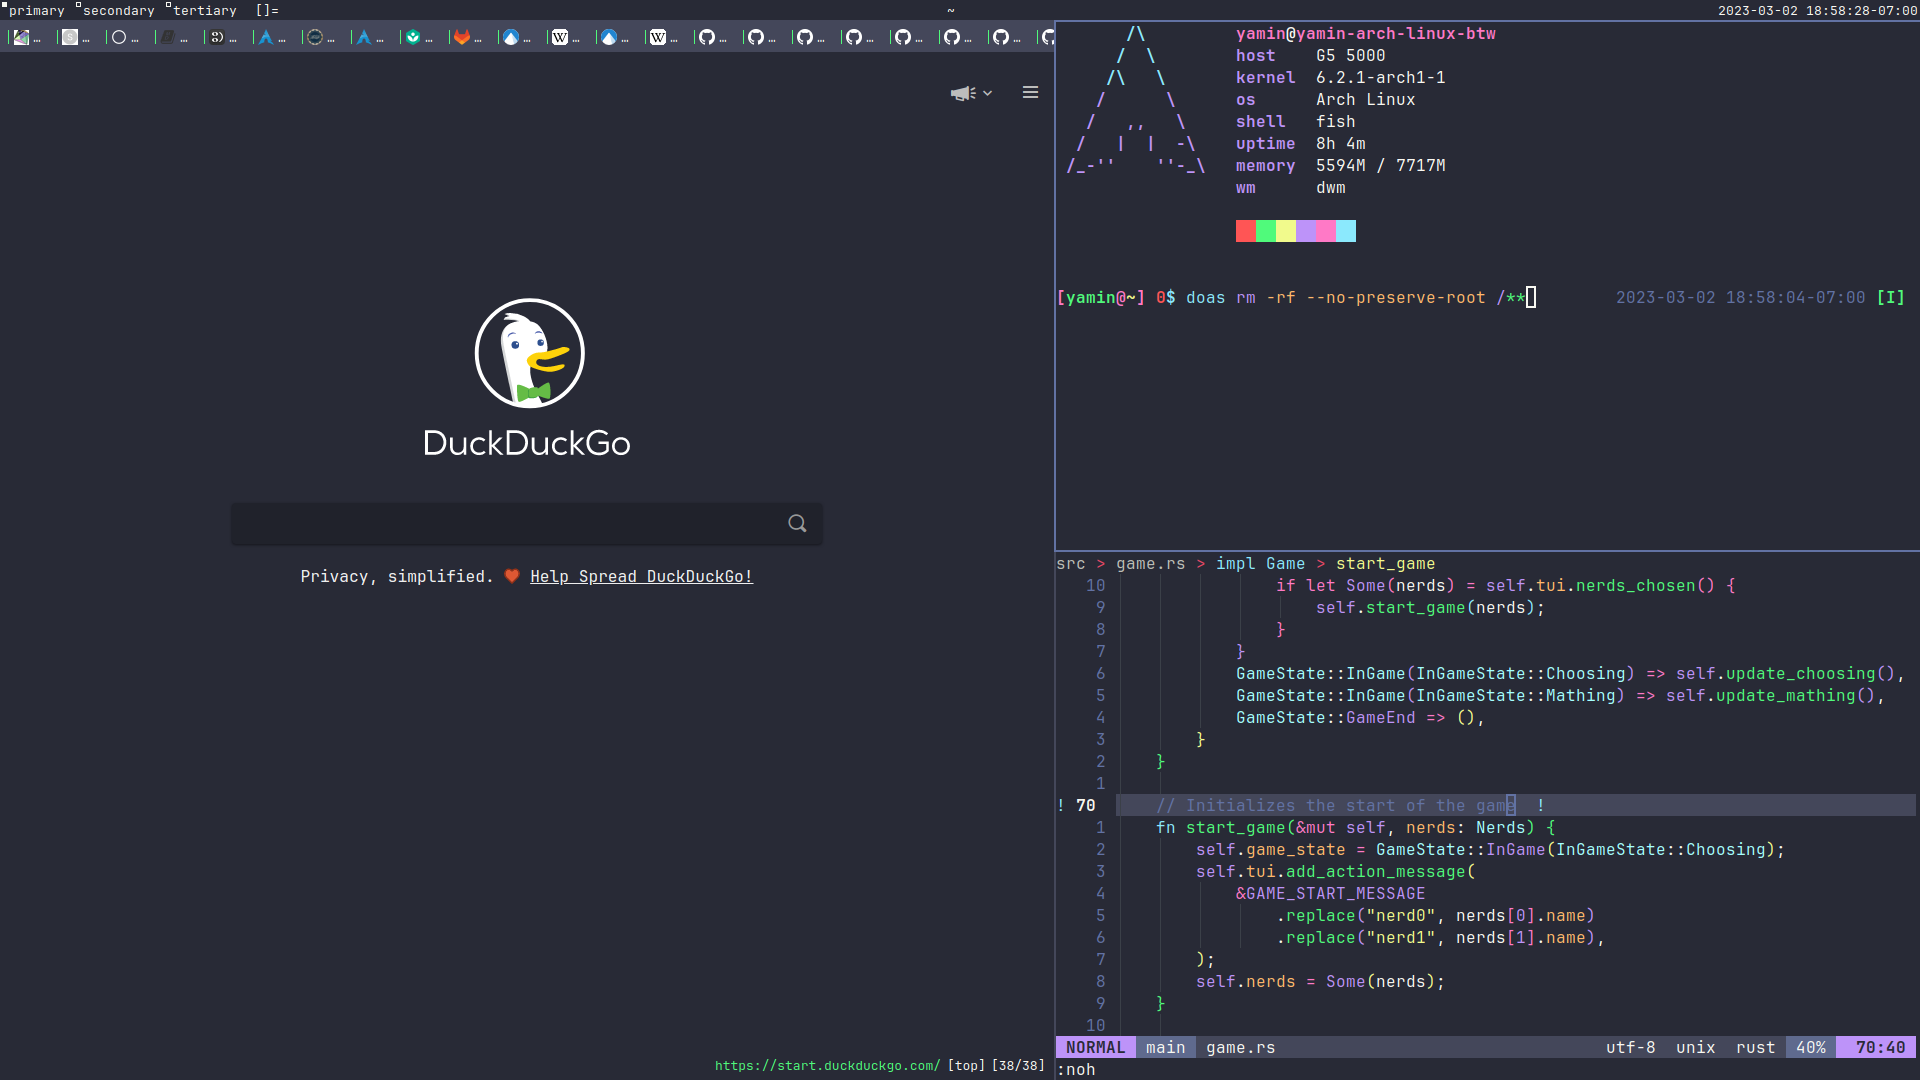 primary secondary tertiary []=
~
2023-03-02 18:58:28-07:00
DuckDuckGo
Privacy, simplified. Help Spread DuckDuckGo!
https://start.duckduckgo.com/ [top] [38/38]
/\
/  \
/\   \
/      \
/   ,,    \
/   |  |  -\
/_-''    ''-_\
yamin@yamin-arch-linux-btw
host G5 5000
kernel 6.2.1-arch1-1
os Arch Linux
shell fish
uptime 8h 4m
memory 5594M / 7717M
wm dwm
[yamin@~] 0$ doas rm -rf --no-preserve-root /** 2023-03-02 18:58:04-07:00 [I]
src > game.rs > impl Game > start_game
10 if let Some(nerds) = self.tui.nerds_chosen() {
9 self.start_game(nerds);
8 }
7 }
6 GameState::InGame(InGameState::Choosing) => self.update_choosing(),
5 GameState::InGame(InGameState::Mathing) => self.update_mathing(),
4 GameState::GameEnd => (),
3 }
2 }
1
! 70 // Initializes the start of the game !
1 fn start_game(&mut self, nerds: Nerds) {
2 self.game_state = GameState::InGame(InGameState::Choosing);
3 self.tui.add_action_message(
4 &GAME_START_MESSAGE
5 .replace("nerd0", nerds[0].name)
6 .replace("nerd1", nerds[1].name),
7 );
8 self.nerds = Some(nerds);
9 }
10
NORMAL main game.rs utf-8 unix rust 40% 70:40
:noh